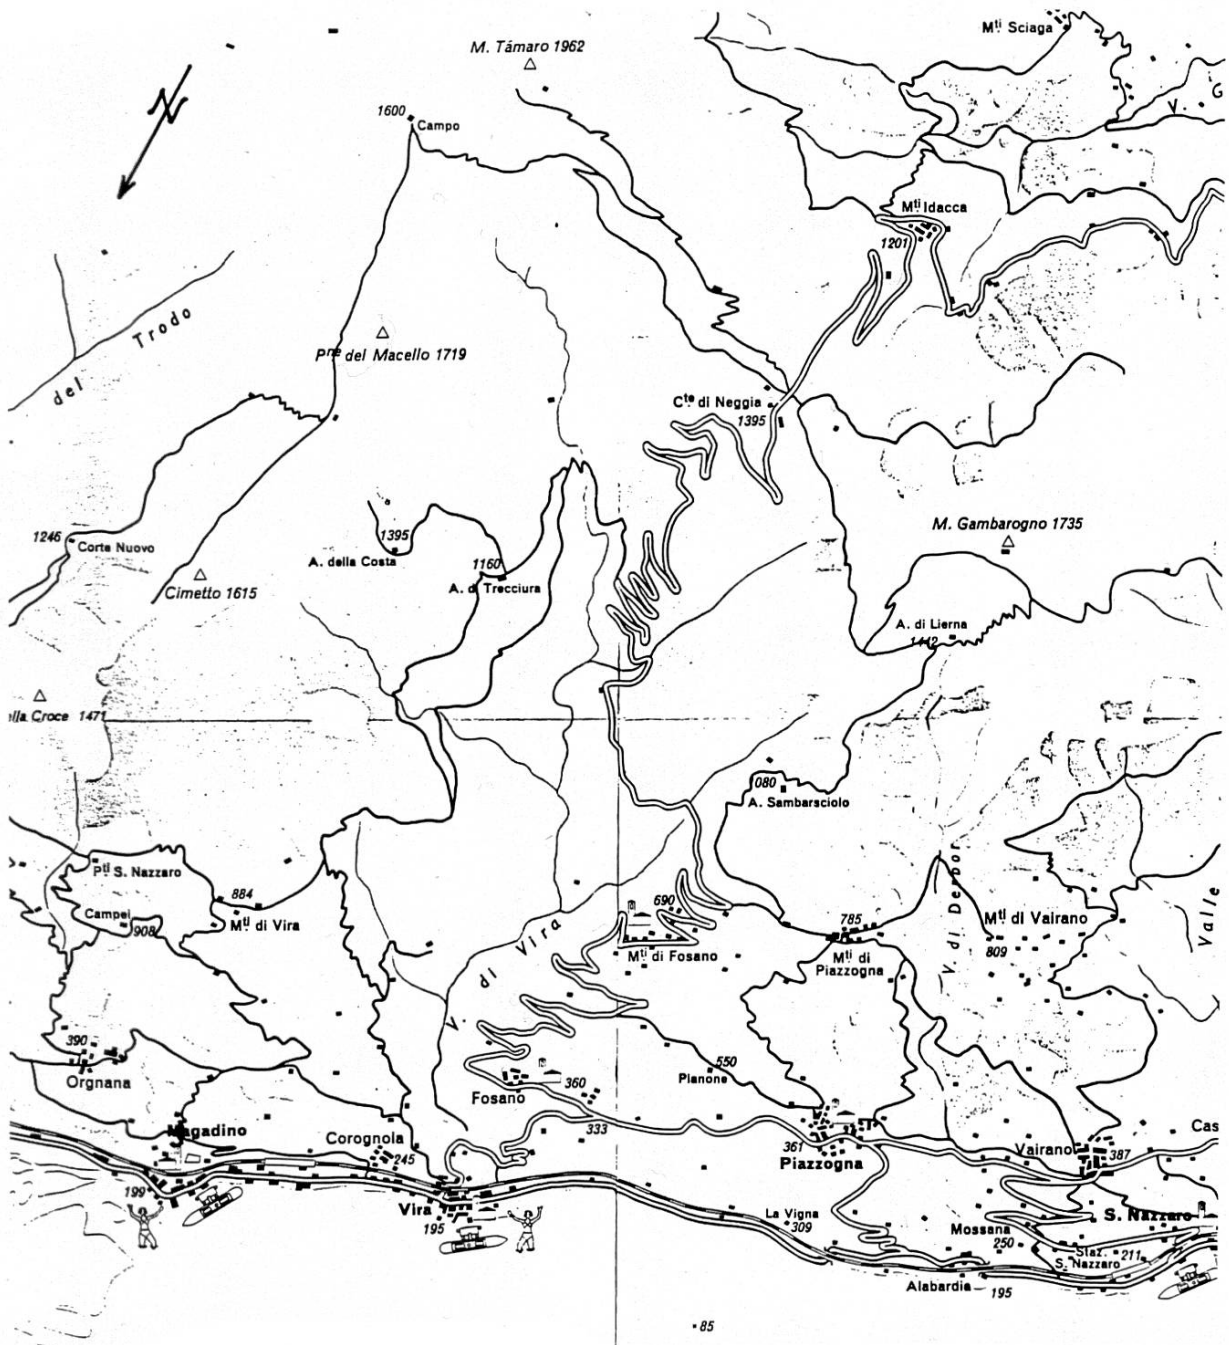 Mti Sciaga
M. Támaro 1962
N
V. G
1600
Campo
Mti Idacca
1201
del Trodo
Pne del Macello 1719
Cte di Neggia
1395
M. Gambarogno 1735
1246
Corte Nuovo
1395
A. della Costa
1160
A. di Trecciura
Cimetto 1615
A. di Lierna
1442
lla Croce 1471
080
A. Sambarsciolo
Pti S. Nazzaro
884
Mti di Vira
Campei
908
690
Mti di Fosano
785
Mti di
Piazzogna
Mti di Vairano
809
V. di Derbor
Valle
V. di Vira
390
Orgnana
550
Pianone
Fosano
360
333
Magadino
Corognola
245
361
Piazzogna
Vairano
387
Cas
199
Vira
195
La Vigna
309
Mossana
250
S. Nazzaro
Staz.
S. Nazzaro
211
Alabardia
195
85